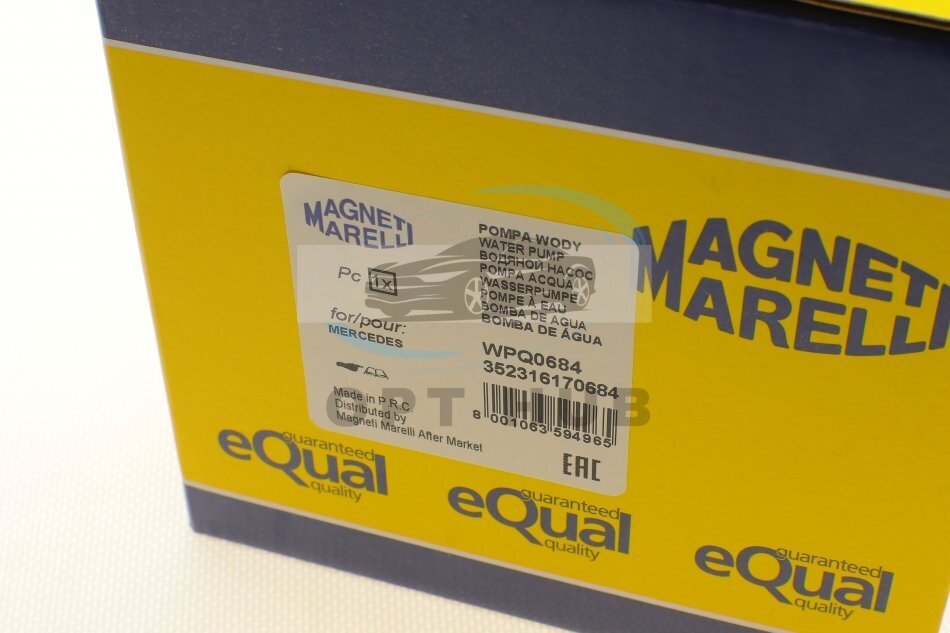 MAGNETI
MARELLI
Pc 1x
for/pour:
MERCEDES
Made in P.R.C.
Distributed by
Magneti Marelli After Market
POMPA WODY
WATER PUMP
ВОДЯНОЙ НАСОС
POMPA ACQUA
WASSERPUMPE
POMPE À EAU
BOMBA DE AGUA
BOMBA DE ÁGUA
WPQ0684
352316170684
8 001063 594965
EAC
MAGNETI
MARELLI
OPT HUB
guaranteed
eQual
quality
guaranteed
eQual
quality
guaranteed
eQual
quality